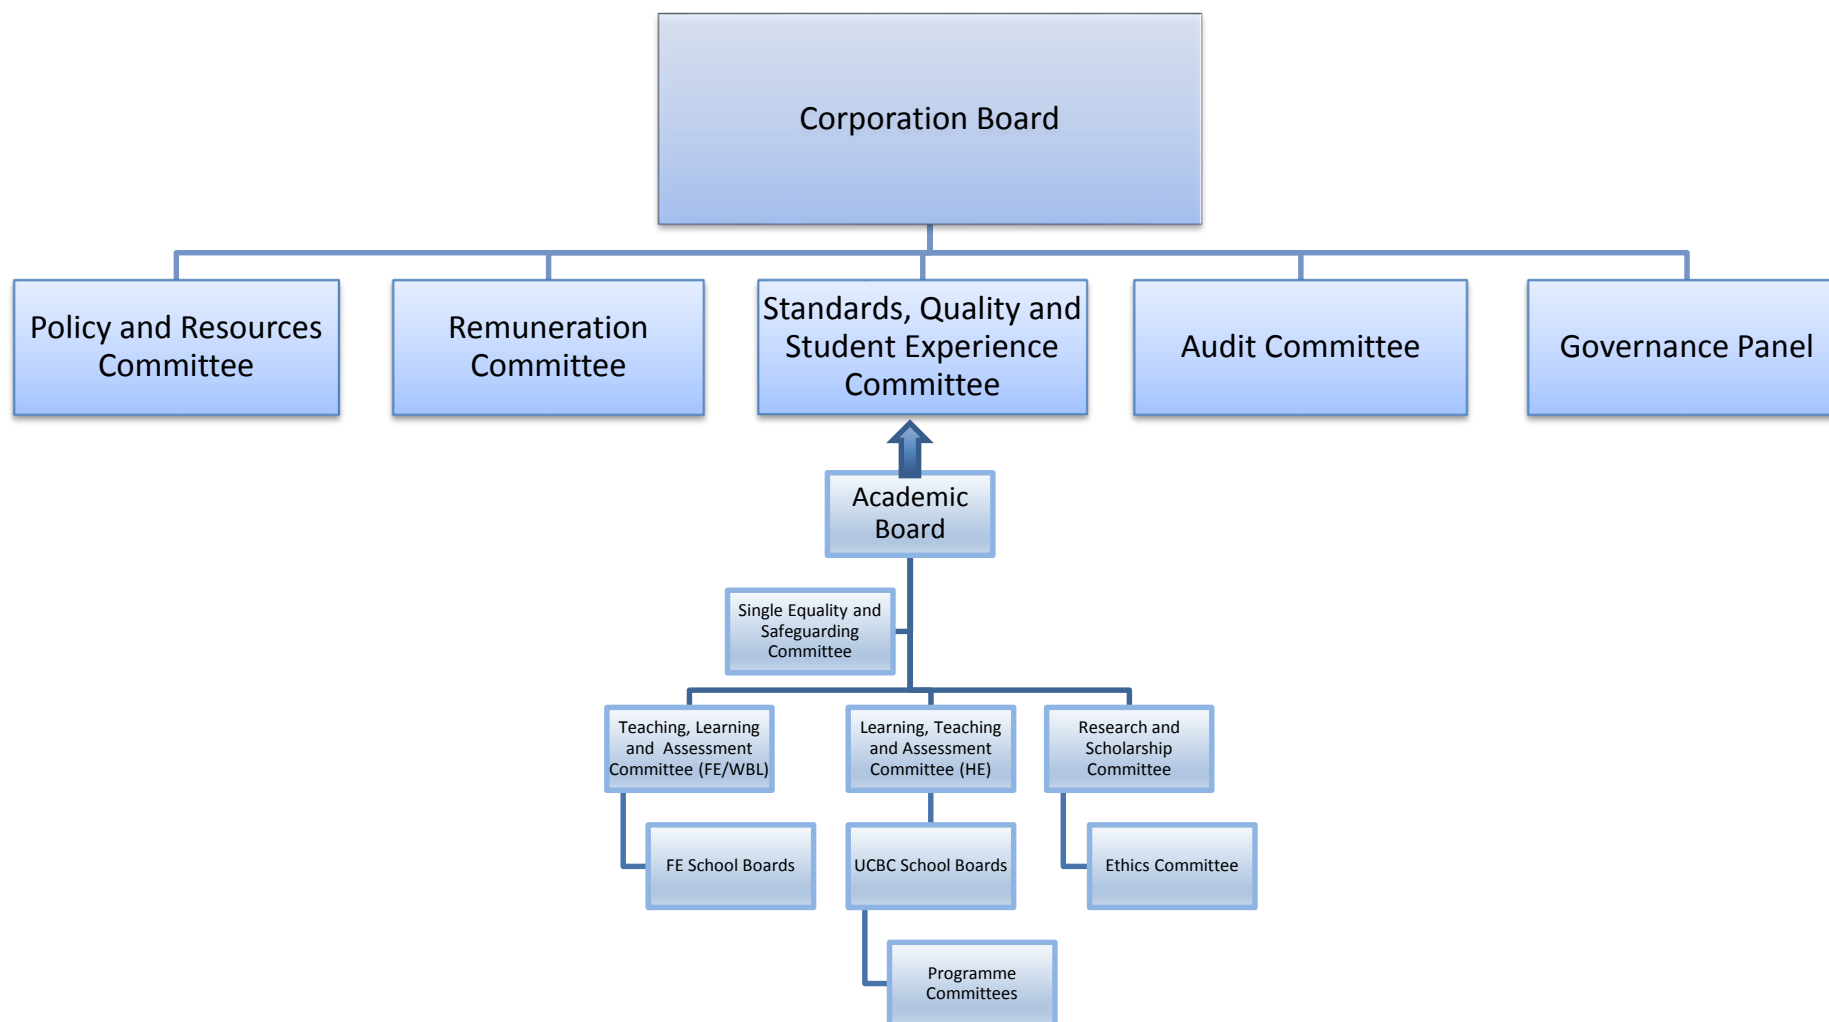 Corporation Board
Policy and Resources
Committee
Remuneration
Committee
Standards, Quality and
Student Experience
Committee
Audit Committee
Governance Panel
Academic
Board
Single Equality and
Safeguarding
Committee
Teaching, Learning
and Assessment
Committee (FE/WBL)
Learning, Teaching
and Assessment
Committee (HE)
Research and
Scholarship
Committee
FE School Boards
UCBC School Boards
Ethics Committee
Programme
Committees